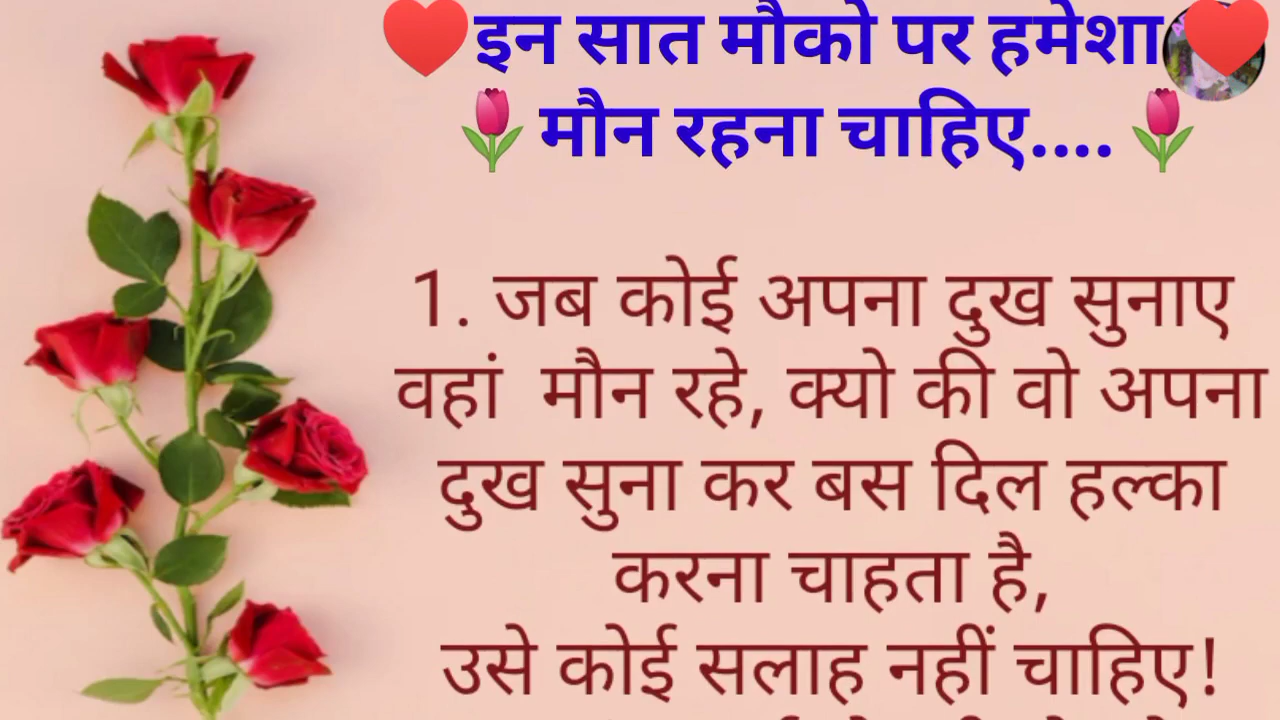 इन सात मौको पर हमेशा
मौन रहना चाहिए....
1. जब कोई अपना दुख सुनाए
वहां मौन रहे, क्यो की वो अपना
दुख सुना कर बस दिल हल्का
करना चाहता है,
उसे कोई सलाह नहीं चाहिए!